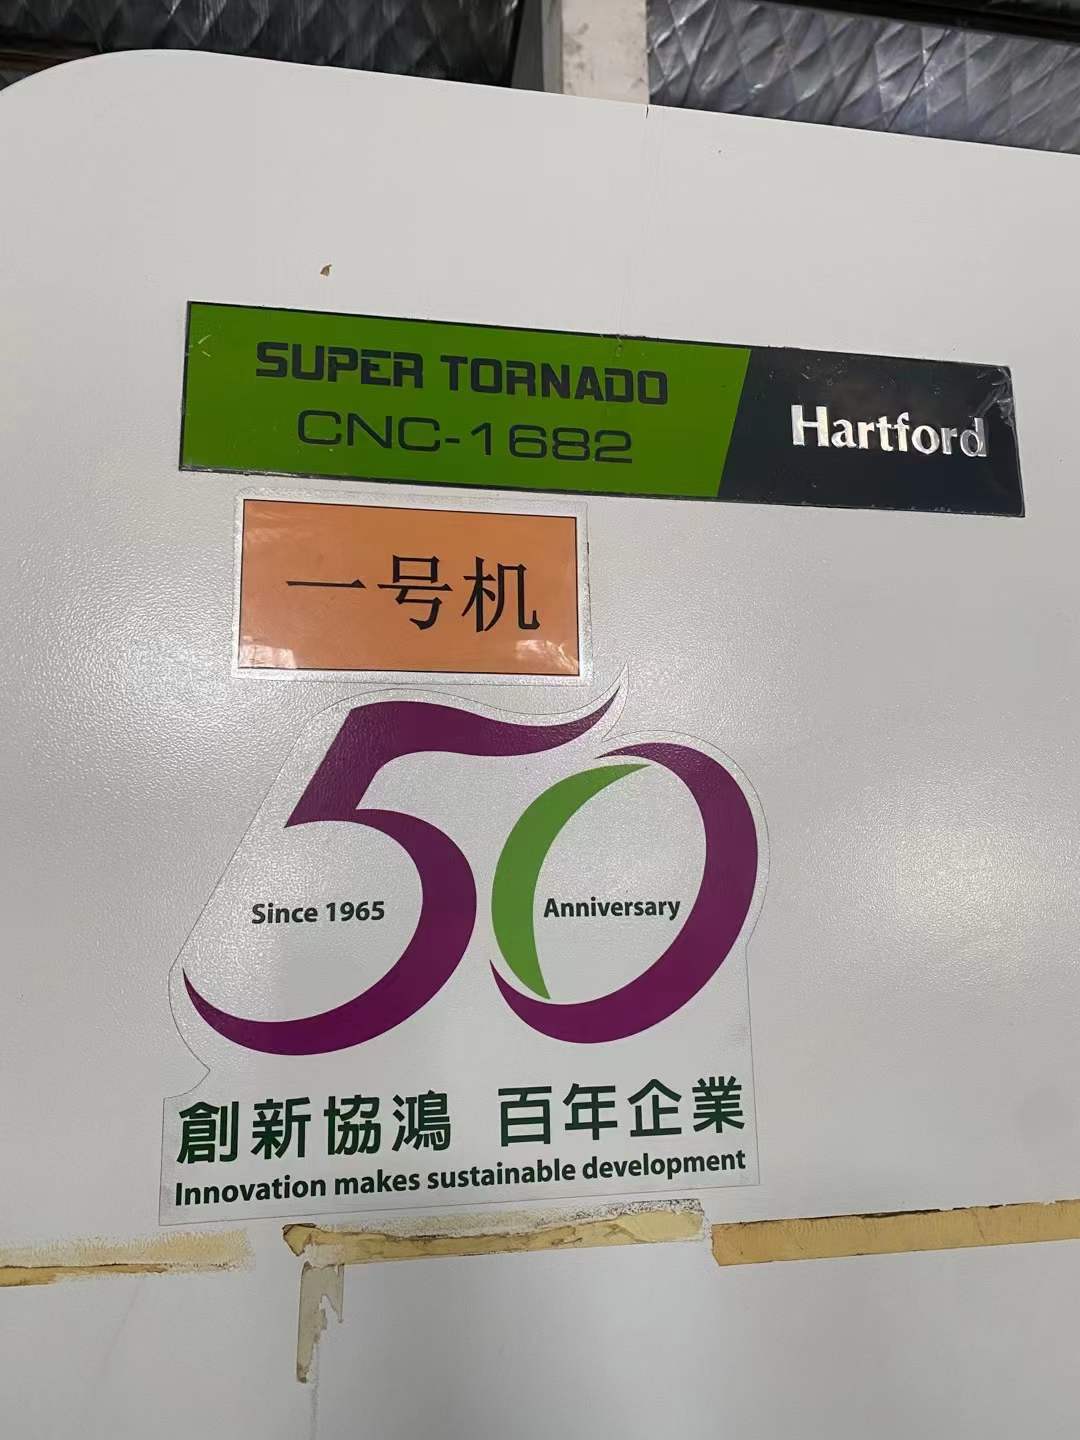 SUPER TORNADO
CNC-1682
Hartford
一号机
50
Since 1965
Anniversary
創新協鴻 百年企業
Innovation makes sustainable development